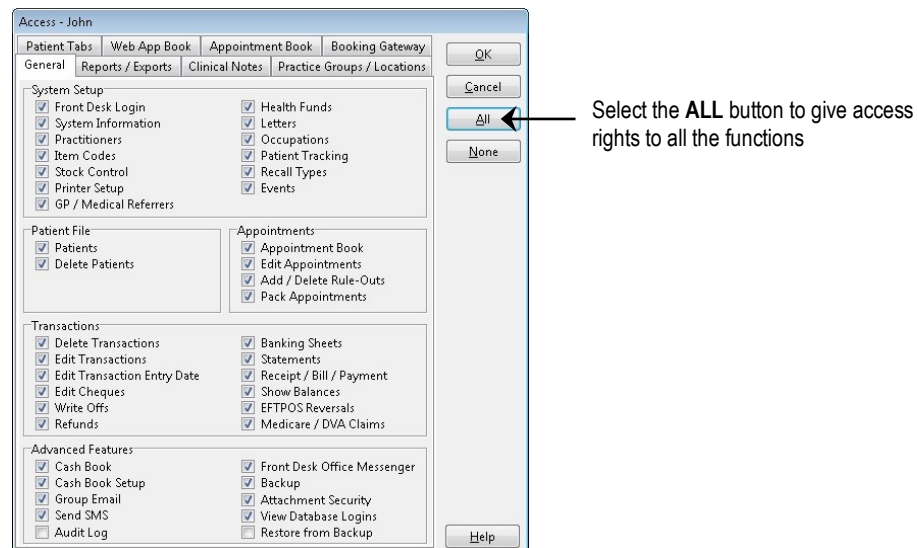 Access - John
Patient Tabs Web App Book Appointment Book Booking Gateway
General Reports / Exports Clinical Notes Practice Groups / Locations
System Setup
Front Desk Login
System Information
Practitioners
Item Codes
Stock Control
Printer Setup
GP / Medical Referrers
Health Funds
Letters
Occupations
Patient Tracking
Recall Types
Events
Patient File
Patients
Delete Patients
Appointments
Appointment Book
Edit Appointments
Add / Delete Rule-Outs
Pack Appointments
Transactions
Delete Transactions
Edit Transactions
Edit Transaction Entry Date
Edit Cheques
Write Offs
Refunds
Banking Sheets
Statements
Receipt / Bill / Payment
Show Balances
EFTPOS Reversals
Medicare / DVA Claims
Advanced Features
Cash Book
Cash Book Setup
Group Email
Send SMS
Audit Log
Front Desk Office Messenger
Backup
Attachment Security
View Database Logins
Restore from Backup
OK
Cancel
All
None
Help
Select the ALL button to give access
rights to all the functions